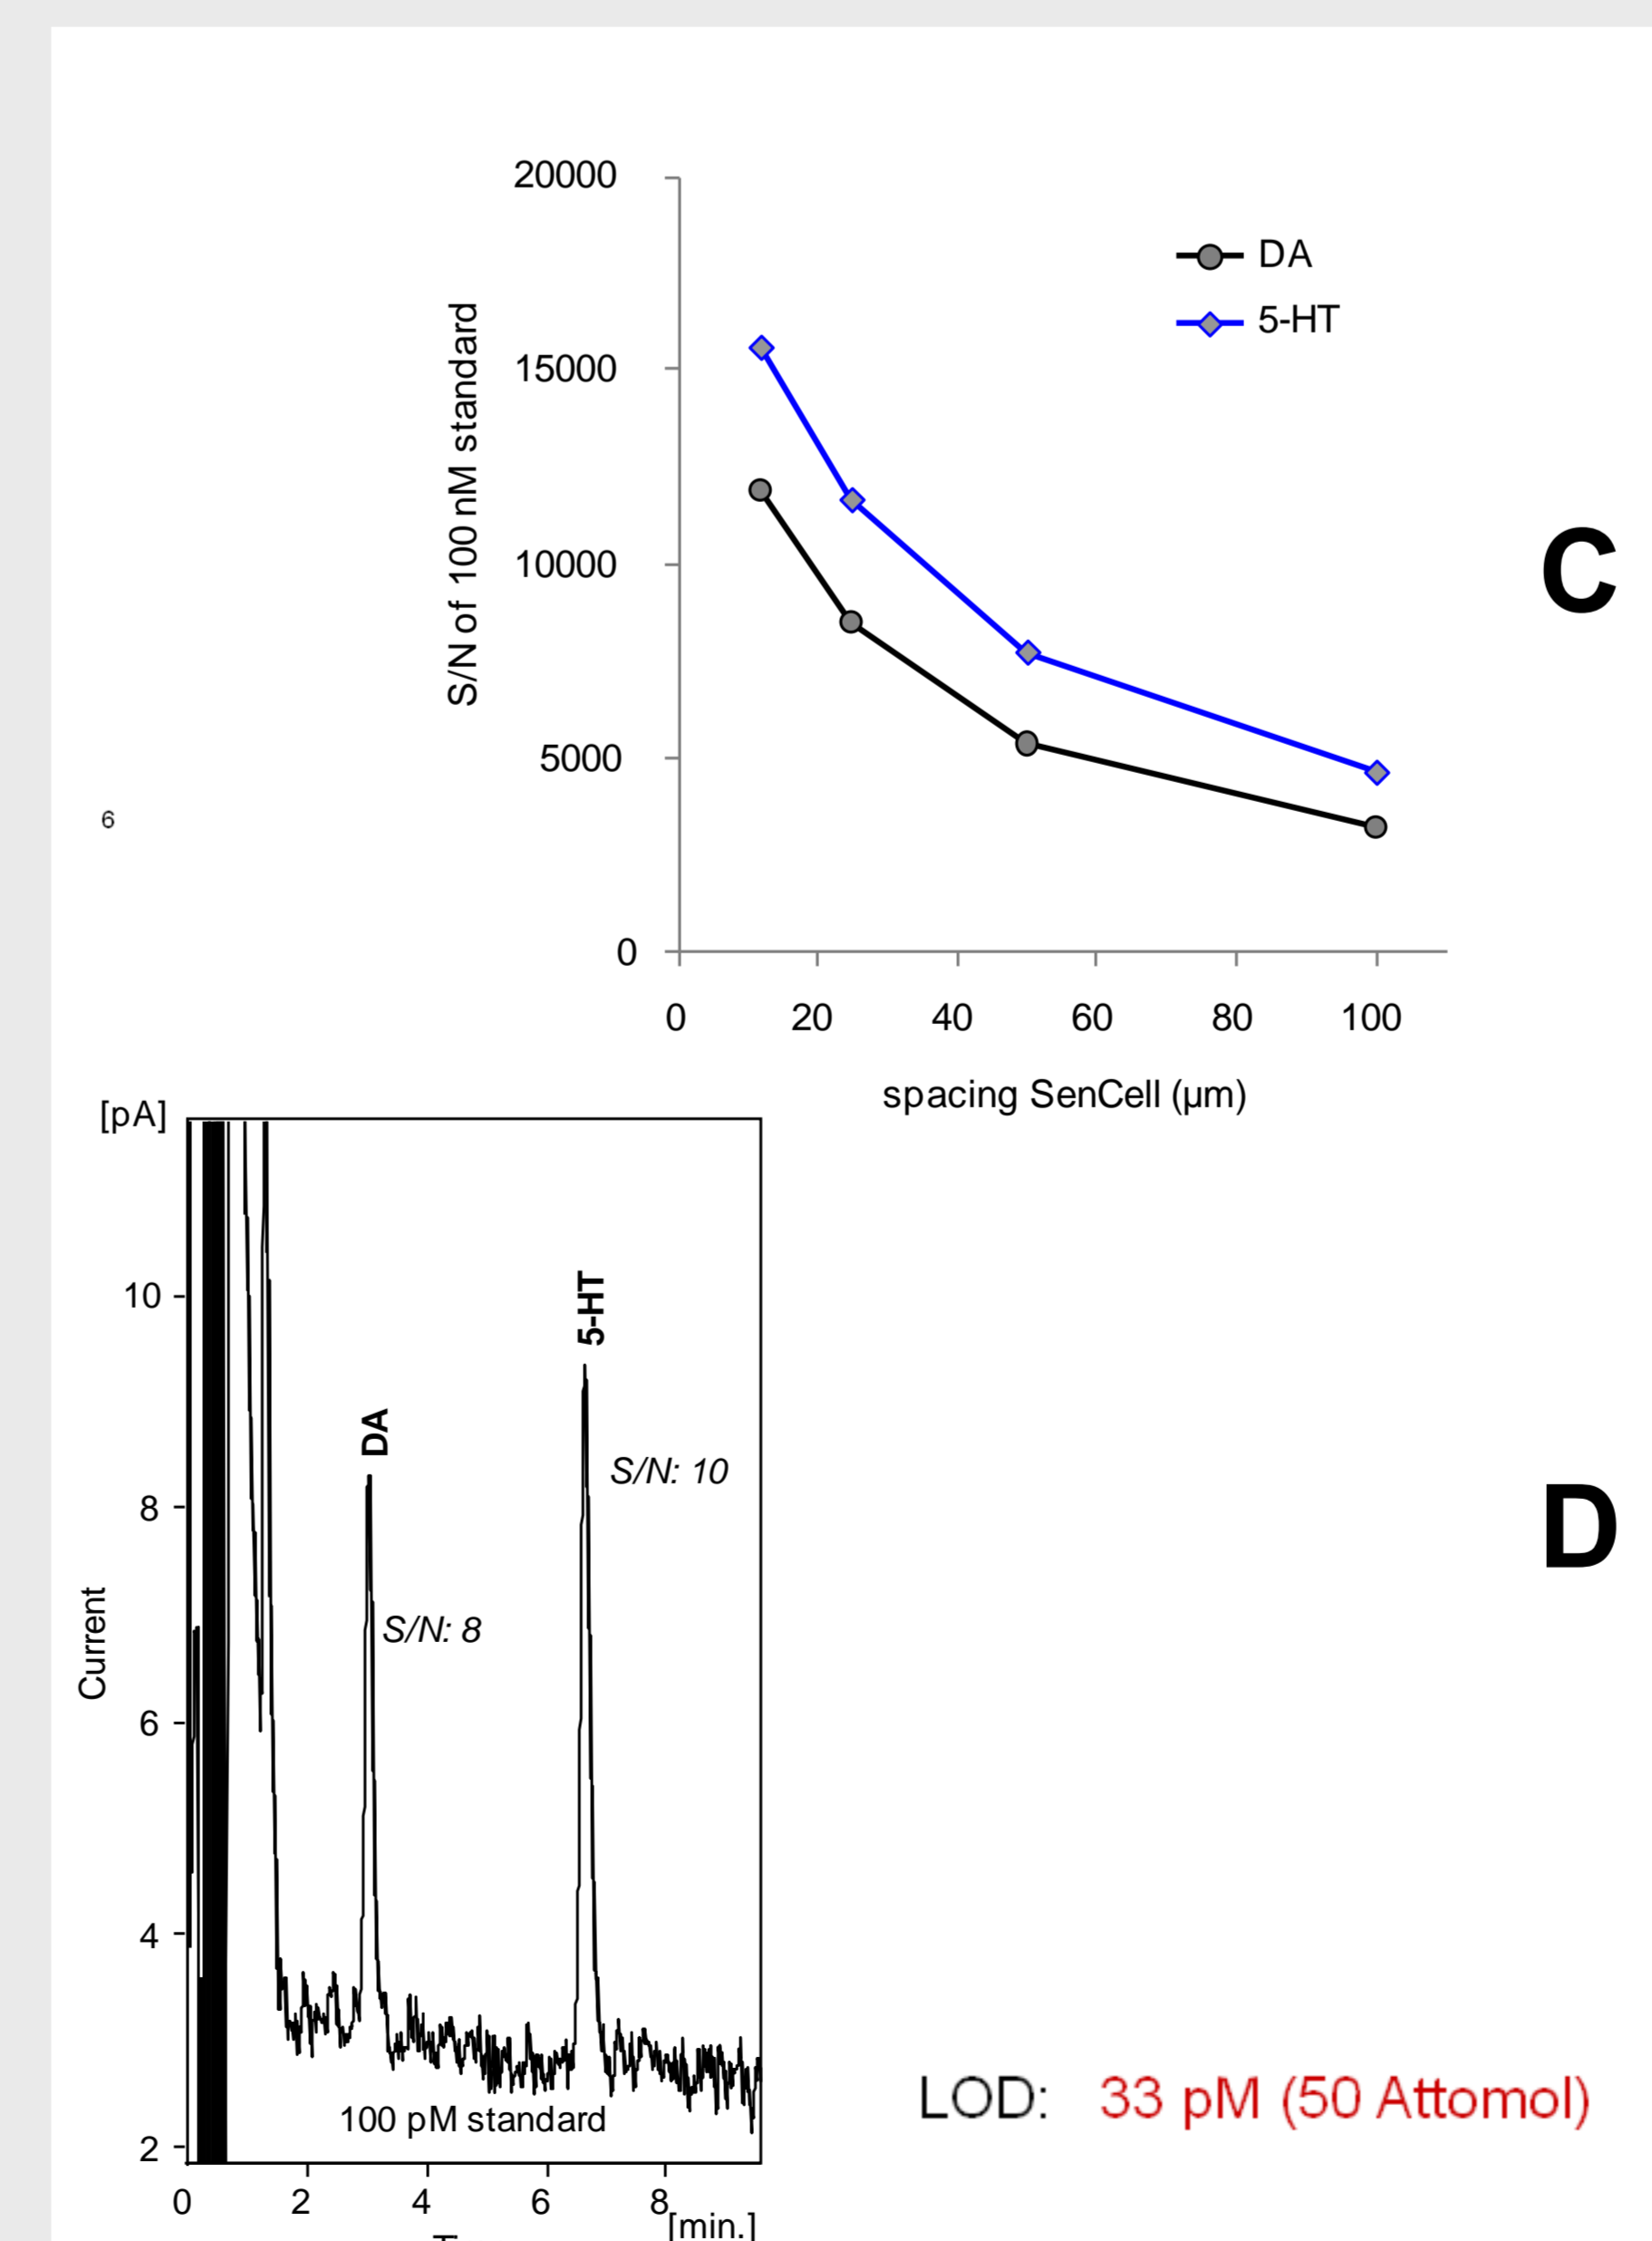 20000
15000
10000
5000
0
S/N of 100 nM standard
DA
5-HT
C
6
0 20 40 60 80 100
spacing SenCell (µm)
[pA]
10
8
6
4
2
Current
DA
S/N: 8
5-HT
S/N: 10
D
100 pM standard
LOD: 33 pM (50 Attomol)
0 2 4 6 8
[min.]